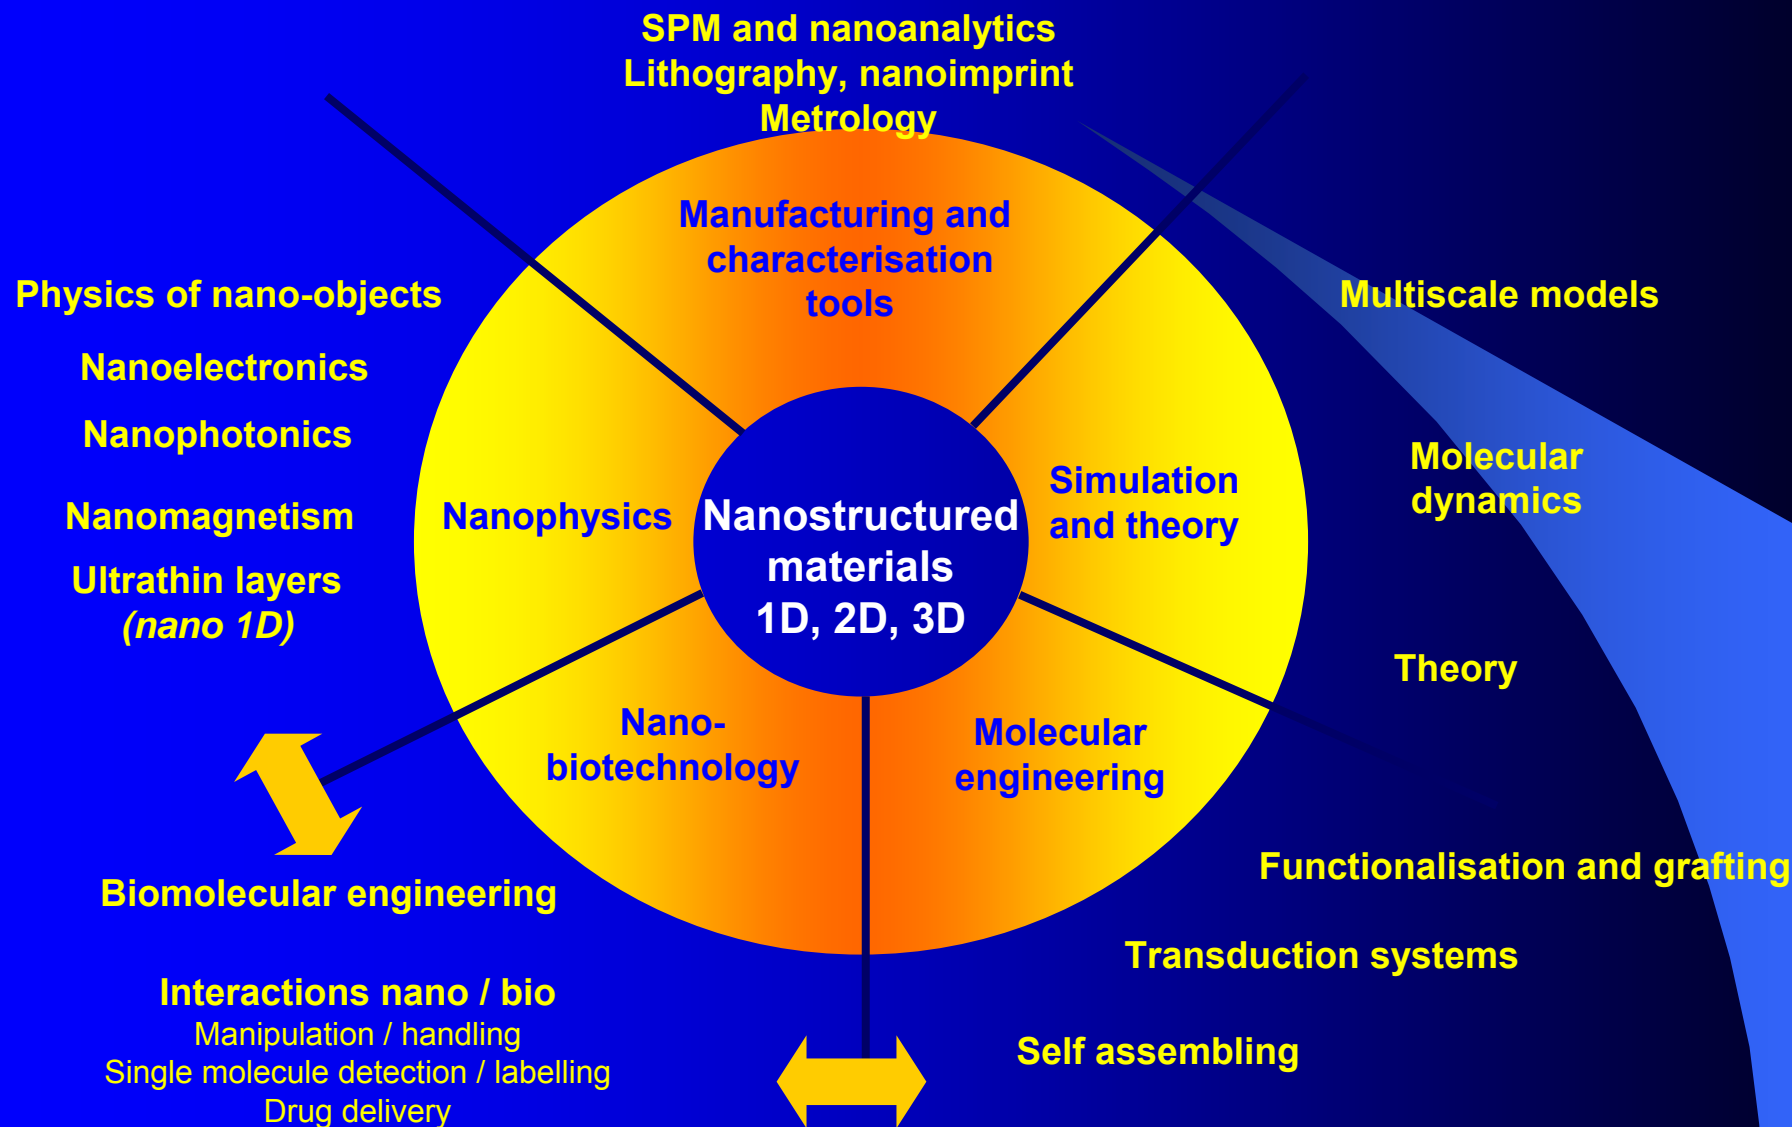 SPM and nanoanalytics
Lithography, nanoimprint
Metrology
Manufacturing and
characterisation
tools
Physics of nano-objects
Nanoelectronics
Nanophotonics
Nanomagnetism
Ultrathin layers
(nano 1D)
Nanophysics
Nanostructured
materials
1D, 2D, 3D
Simulation
and theory
Multiscale models
Molecular
dynamics
Theory
Nano-
biotechnology
Molecular
engineering
Biomolecular engineering
Interactions nano / bio
Manipulation / handling
Single molecule detection / labelling
Drug delivery
Functionalisation and grafting
Transduction systems
Self assembling